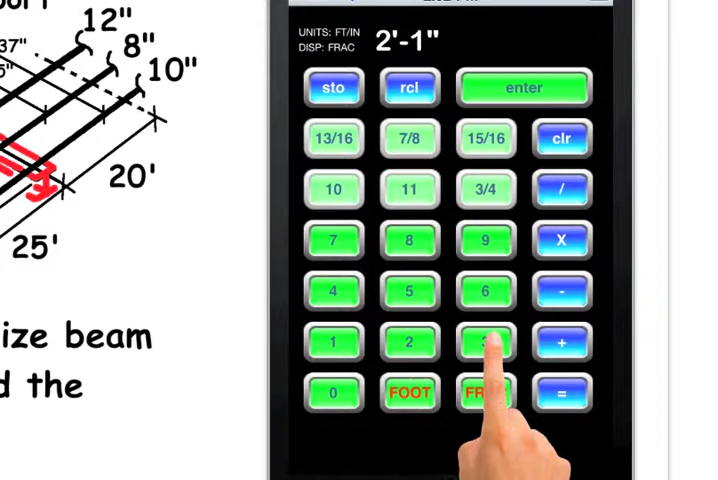 12"
37"
8"
10"
20'
25'
ize beam
d the
UNITS: FT/IN
DISP: FRAC
2'-1"
sto rcl enter
13/16 7/8 15/16 clr
10 11 3/4 /
7 8 9 X
4 5 6 -
1 2 3 +
0 FOOT =